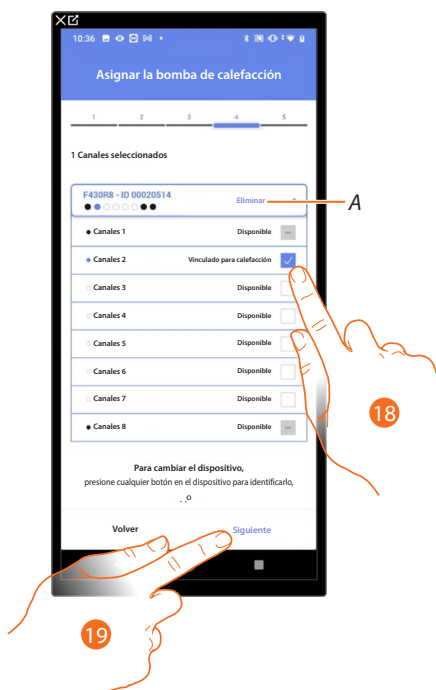 10:36
Asignar la bomba de calefacción
1 2 3 4 5
1 Canales seleccionados
F430R8 - ID 00020514
Eliminar
A
Canales 1 Disponible
Canales 2 Vinculado para calefacción
Canales 3 Disponible
Canales 4 Disponible
Canales 5 Disponible
Canales 6 Disponible
Canales 7 Disponible
Canales 8 Disponible
18
Para cambiar el dispositivo,
presione cualquier botón en el dispositivo para identificarlo,
o
Volver Siguiente
19